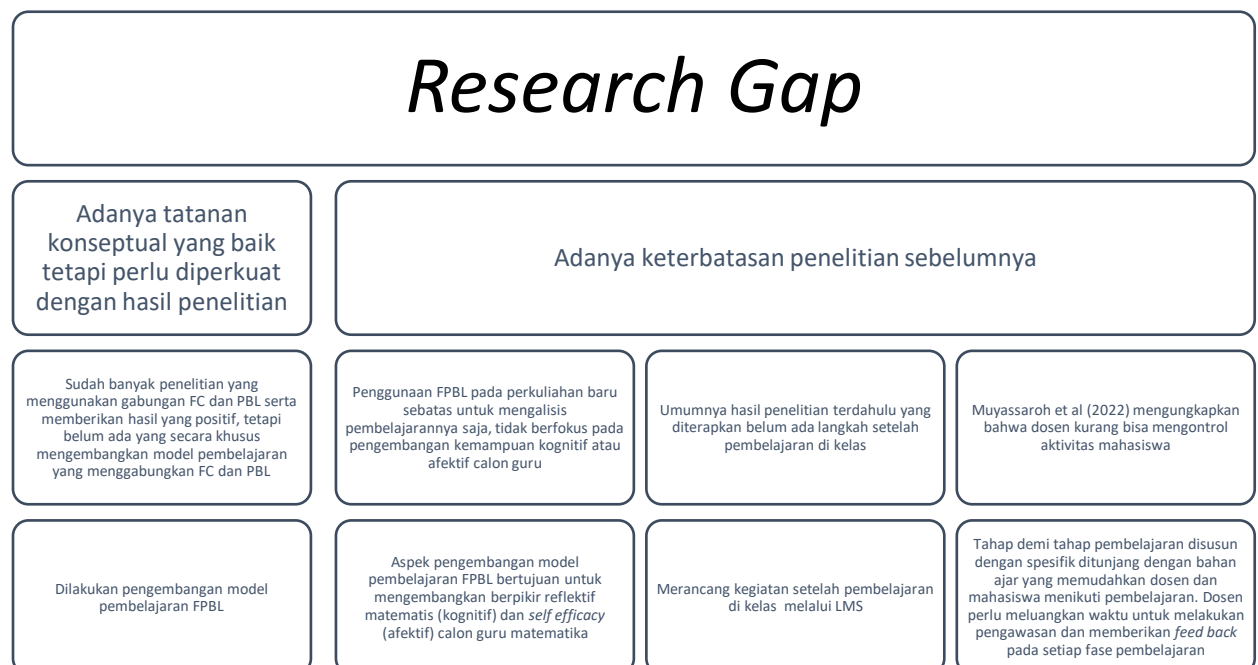 Research Gap
Adanya tatanan
konseptual yang baik
tetapi perlu diperkuat
dengan hasil penelitian
Adanya keterbatasan penelitian sebelumnya
Sudah banyak penelitian yang
menggunakan gabungan FC dan PBL serta
memberikan hasil yang positif, tetapi
belum ada yang secara khusus
mengembangkan model pembelajaran
yang menggabungkan FC dan PBL
Penggunaan FPBL pada perkuliahan baru
sebatas untuk mengalisis
pembelajarannya saja, tidak berfokus pada
pengembangan kemampuan kognitif atau
afektif calon guru
Umumnya hasil penelitian terdahulu yang
diterapkan belum ada langkah setelah
pembelajaran di kelas
Muyassaroh et al (2022) mengungkapkan
bahwa dosen kurang bisa mengontrol
aktivitas mahasiswa
Dilakukan pengembangan model
pembelajaran FPBL
Aspek pengembangan model
pembelajaran FPBL bertujuan untuk
mengembangkan berpikir reflektif
matematis (kognitif) dan self efficacy
(afektif) calon guru matematika
Merancang kegiatan setelah pembelajaran
di kelas melalui LMS
Tahap demi tahap pembelajaran disusun
dengan spesifik ditunjang dengan bahan
ajar yang memudahkan dosen dan
mahasiswa menikuti pembelajaran. Dosen
perlu meluangkan waktu untuk melakukan
pengawasan dan memberikan feed back
pada setiap fase pembelajaran